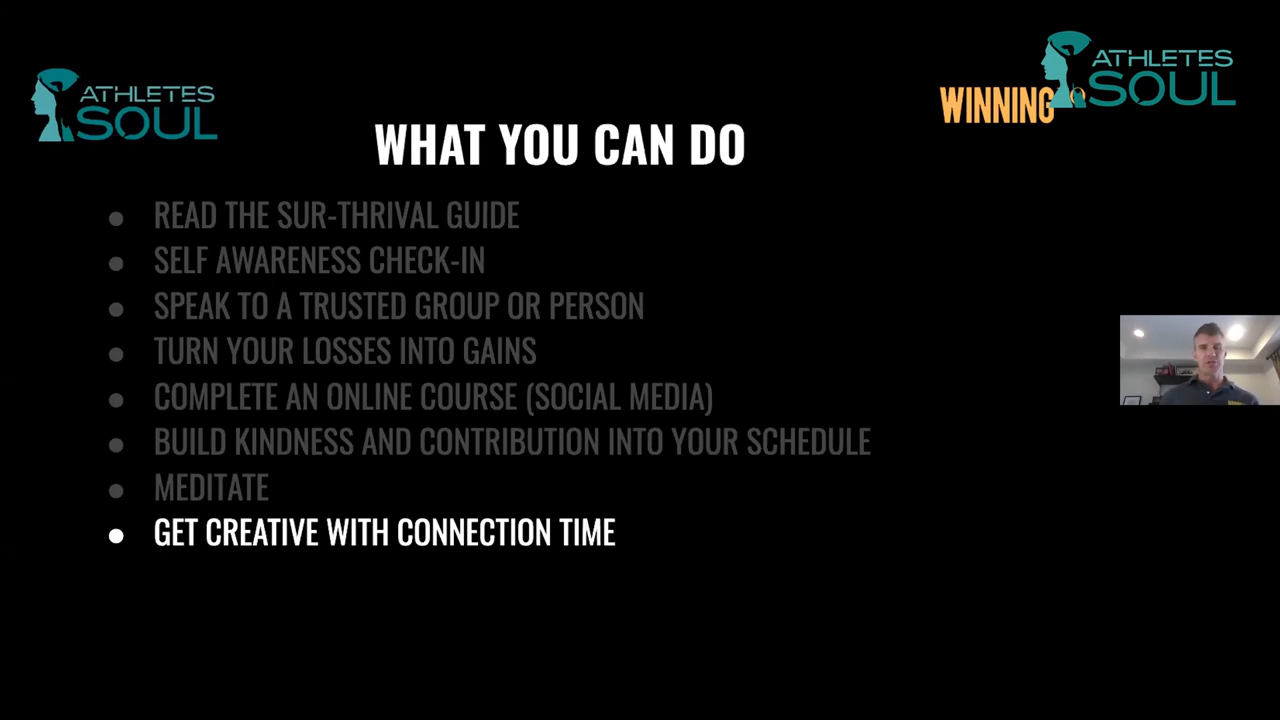 ATHLETES
SOUL
WINNING
ATHLETES
SOUL
WHAT YOU CAN DO
● READ THE SUR-THRIVAL GUIDE
● SELF AWARENESS CHECK-IN
● SPEAK TO A TRUSTED GROUP OR PERSON
● TURN YOUR LOSSES INTO GAINS
● COMPLETE AN ONLINE COURSE (SOCIAL MEDIA)
● BUILD KINDNESS AND CONTRIBUTION INTO YOUR SCHEDULE
● MEDITATE
● GET CREATIVE WITH CONNECTION TIME